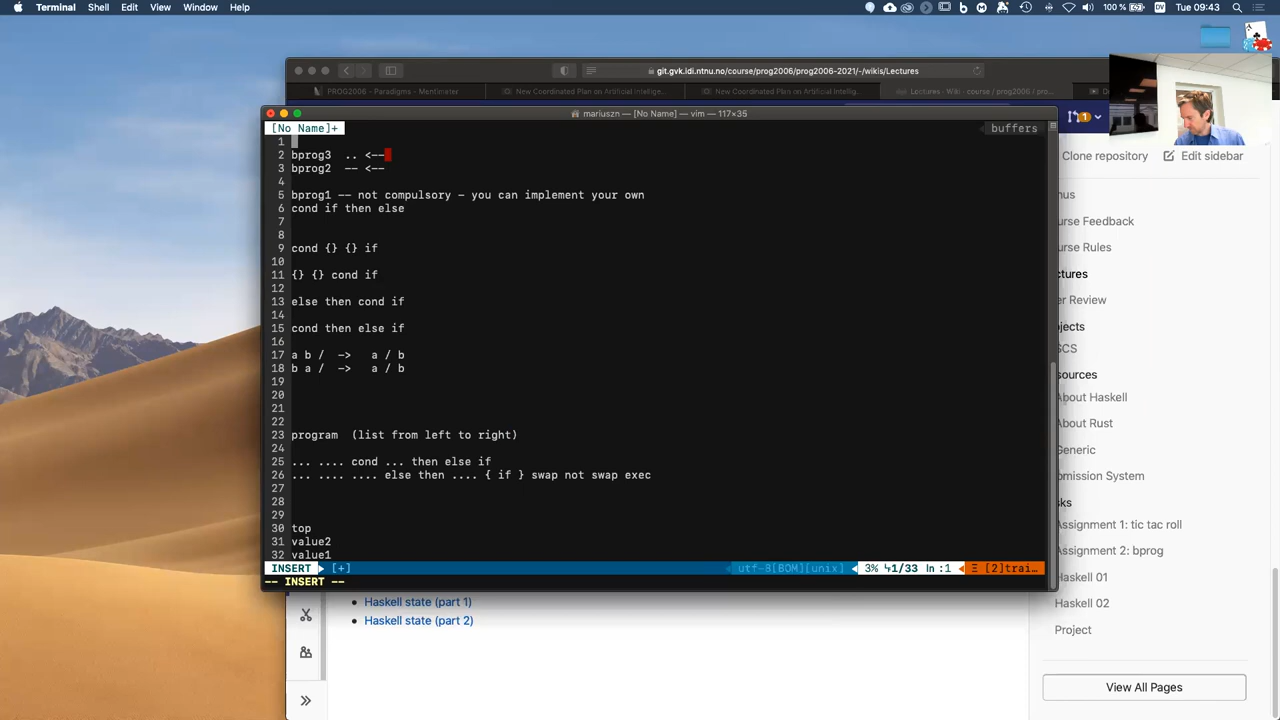 Terminal Shell Edit View Window Help
100% DV Tue 09:43
git.gvk.idi.ntnu.no/course/prog2006/prog2006-2021/-/wikis/Lectures
PROG2006 - Paradigms - Mentimeter
New Coordinated Plan on Artificial Intellige...
New Coordinated Plan on Artificial Intellig...
Lectures · Wiki · course / prog2006 / pro...
mariuszn — [No Name]+ — vim — 117×35
[No Name]+ buffers
1
2 bprog3 .. <--
3 bprog2 -- <--
4
5 bprog1 -- not compulsory - you can implement your own
6 cond if then else
7
8
9 cond {} {} if
10
11 {} {} cond if
12
13 else then cond if
14
15 cond then else if
16
17 a b / -> a / b
18 b a / -> a / b
19
20
21
22
23 program (list from left to right)
24
25 ... .... cond ... then else if
26 ... .... .... else then .... { if } swap not swap exec
27
28
29
30 top
31 value2
32 value1
INSERT [+] utf-8[BOM][unix] 3% 1/33 ln :1 Ξ [2]trai...
-- INSERT --
1
Clone repository Edit sidebar
nus
urse Feedback
urse Rules
ctures
er Review
ojects
SCS
sources
About Haskell
About Rust
Generic
bmission System
sks
Assignment 1: tic tac roll
Assignment 2: bprog
Haskell 01
Haskell 02
Project
View All Pages
Haskell state (part 1)
Haskell state (part 2)